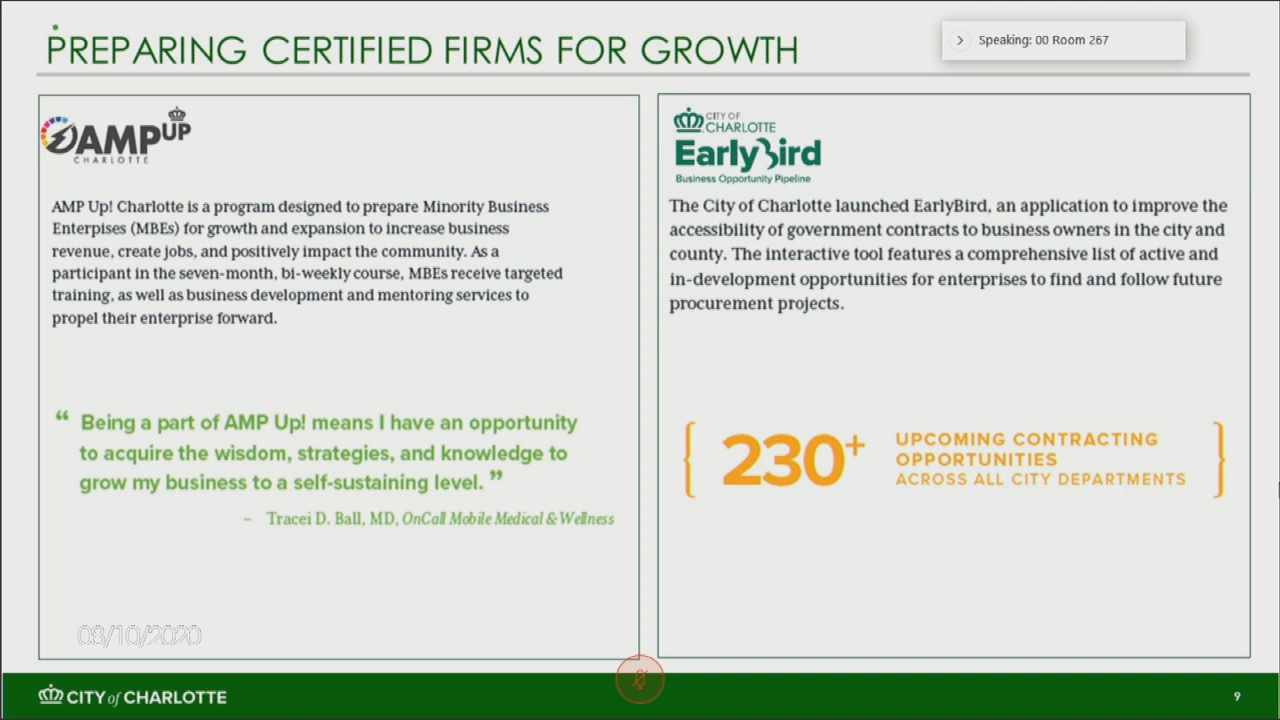 PREPARING CERTIFIED FIRMS FOR GROWTH
Speaking: 00 Room 267
AMP UP
CHARLOTTE
AMP Up! Charlotte is a program designed to prepare Minority Business
Enterpises (MBEs) for growth and expansion to increase business
revenue, create jobs, and positively impact the community. As a
participant in the seven-month, bi-weekly course, MBEs receive targeted
training, as well as business development and mentoring services to
propel their enterprise forward.
“ Being a part of AMP Up! means I have an opportunity
to acquire the wisdom, strategies, and knowledge to
grow my business to a self-sustaining level. ”
– Tracei D. Ball, MD, OnCall Mobile Medical & Wellness
08/10/2020
CITY OF
CHARLOTTE
EarlyBird
Business Opportunity Pipeline
The City of Charlotte launched EarlyBird, an application to improve the
accessibility of government contracts to business owners in the city and
county. The interactive tool features a comprehensive list of active and
in-development opportunities for enterprises to find and follow future
procurement projects.
230+
UPCOMING CONTRACTING
OPPORTUNITIES
ACROSS ALL CITY DEPARTMENTS
CITY of CHARLOTTE
9